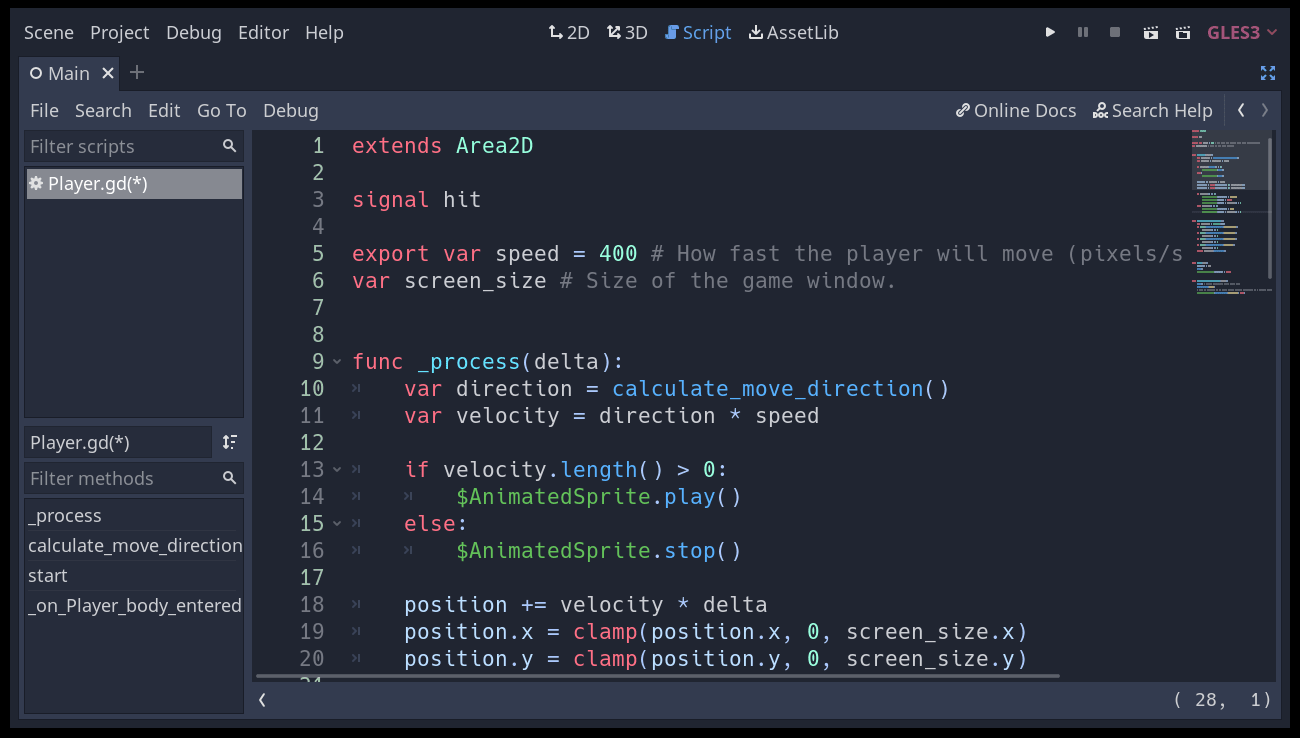 Scene Project Debug Editor Help 2D 3D Script AssetLib GLES3
Main
File Search Edit Go To Debug Online Docs Search Help
Filter scripts
Player.gd(*)
Player.gd(*)
Filter methods
_process
calculate_move_direction
start
_on_Player_body_entered
1 extends Area2D
2
3 signal hit
4
5 export var speed = 400 # How fast the player will move (pixels/s
6 var screen_size # Size of the game window.
7
8
9 func _process(delta):
10 var direction = calculate_move_direction()
11 var velocity = direction * speed
12
13 if velocity.length() > 0:
14 $AnimatedSprite.play()
15 else:
16 $AnimatedSprite.stop()
17
18 position += velocity * delta
19 position.x = clamp(position.x, 0, screen_size.x)
20 position.y = clamp(position.y, 0, screen_size.y)
( 28, 1)